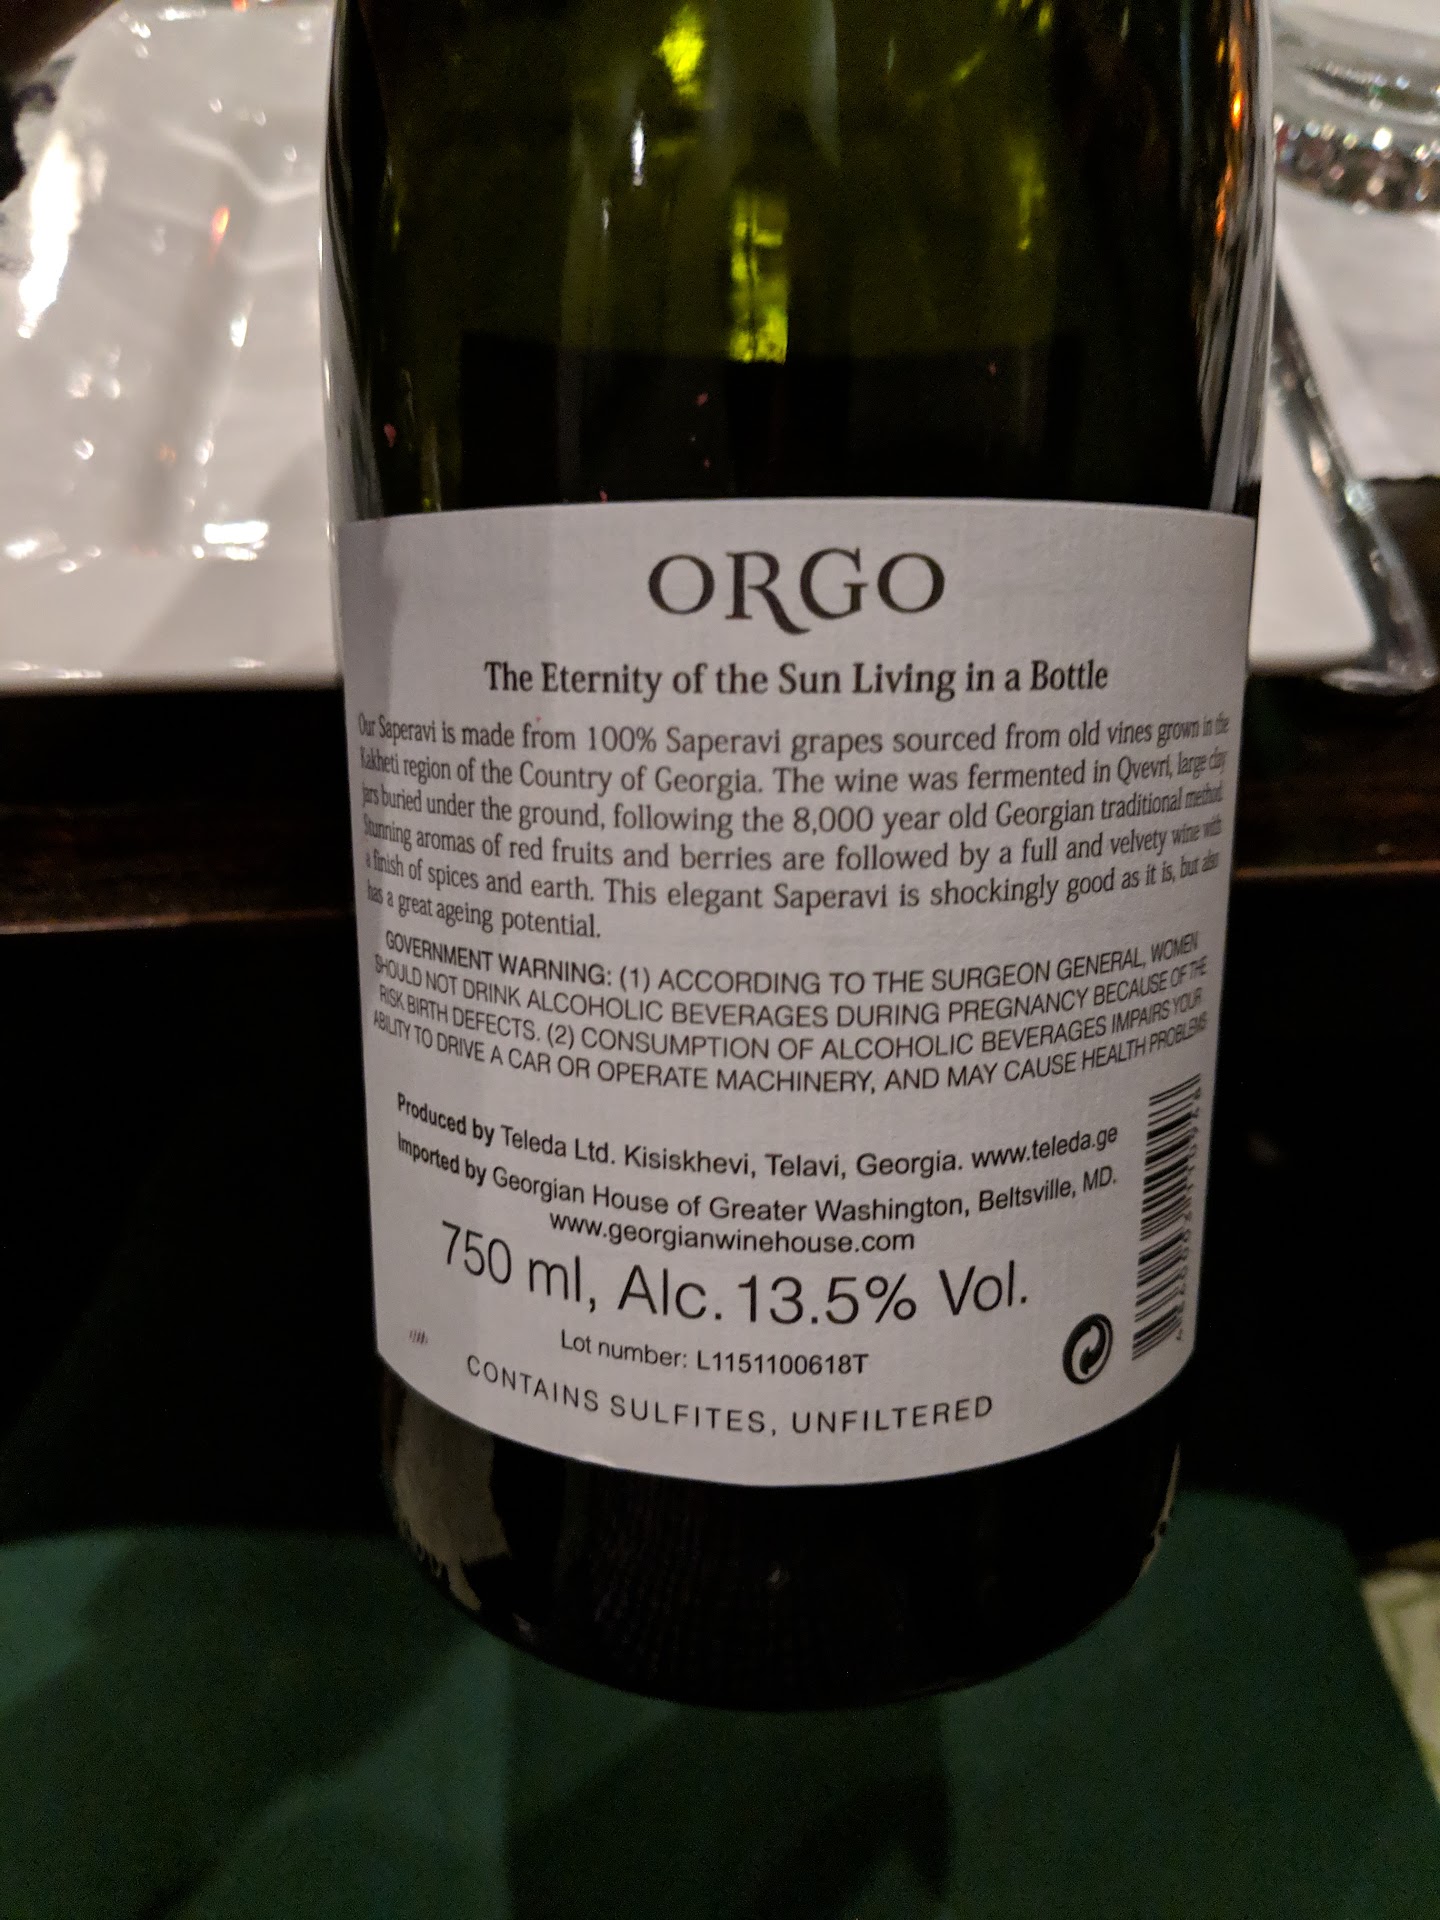 ORGO
The Eternity of the Sun Living in a Bottle
Our Saperavi is made from 100% Saperavi grapes sourced from old vines grown in the
Kakheti region of the Country of Georgia. The wine was fermented in Qvevri, large clay
jars buried under the ground, following the 8,000 year old Georgian traditional method.
Stunning aromas of red fruits and berries are followed by a full and velvety wine with
a finish of spices and earth. This elegant Saperavi is shockingly good as it is, but also
has a great ageing potential.
GOVERNMENT WARNING: (1) ACCORDING TO THE SURGEON GENERAL, WOMEN
SHOULD NOT DRINK ALCOHOLIC BEVERAGES DURING PREGNANCY BECAUSE OF THE
RISK BIRTH DEFECTS. (2) CONSUMPTION OF ALCOHOLIC BEVERAGES IMPAIRS YOUR
ABILITY TO DRIVE A CAR OR OPERATE MACHINERY, AND MAY CAUSE HEALTH PROBLEMS
Produced by Teleda Ltd. Kisiskhevi, Telavi, Georgia. www.teleda.ge
Imported by Georgian House of Greater Washington, Beltsville, MD.
www.georgianwinehouse.com
750 ml, Alc. 13.5% Vol.
Lot number: L1151100618T
CONTAINS SULFITES, UNFILTERED